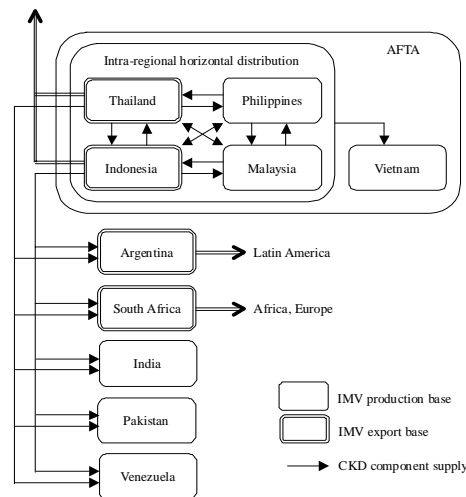 AFTA
Intra-regional horizontal distribution
Thailand
Philippines
Indonesia
Malaysia
Vietnam
Argentina
Latin America
South Africa
Africa, Europe
India
IMV production base
Pakistan
IMV export base
CKD component supply
Venezuela